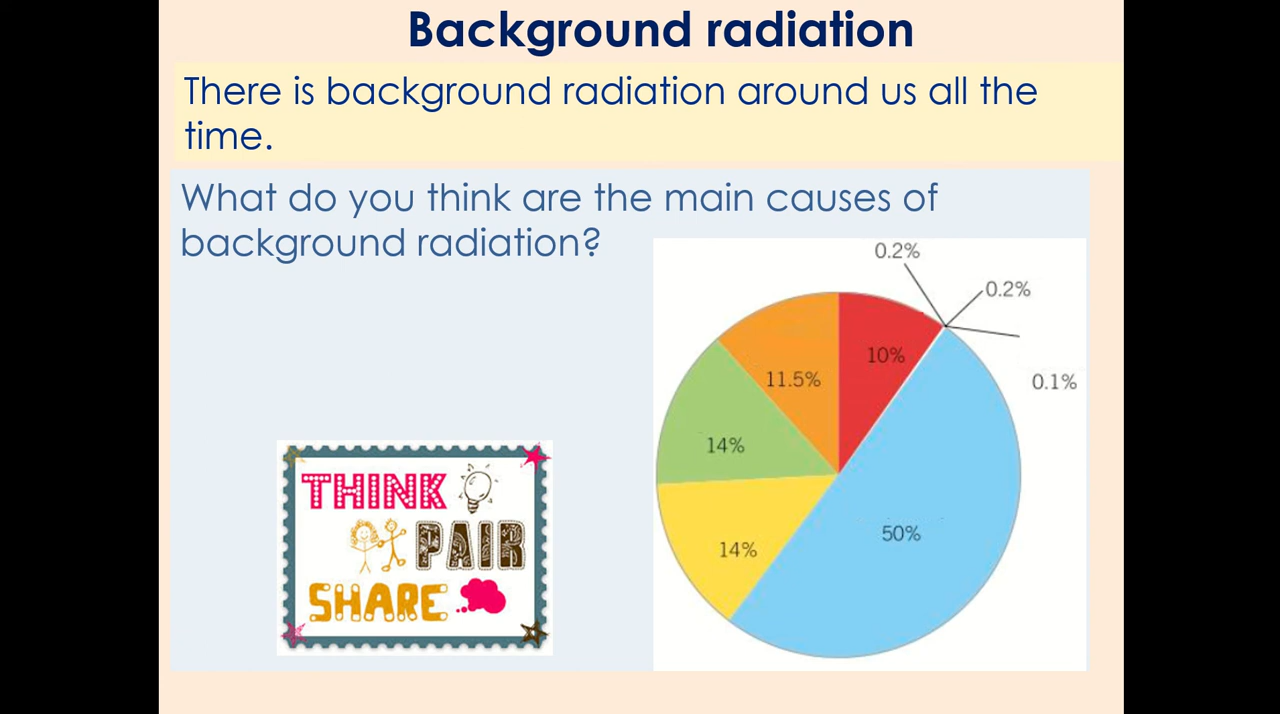 Background radiation
There is background radiation around us all the
time.
What do you think are the main causes of
background radiation?
0.2%
0.2%
10%
11.5%
0.1%
14%
50%
14%
THINK
PAIR
SHARE